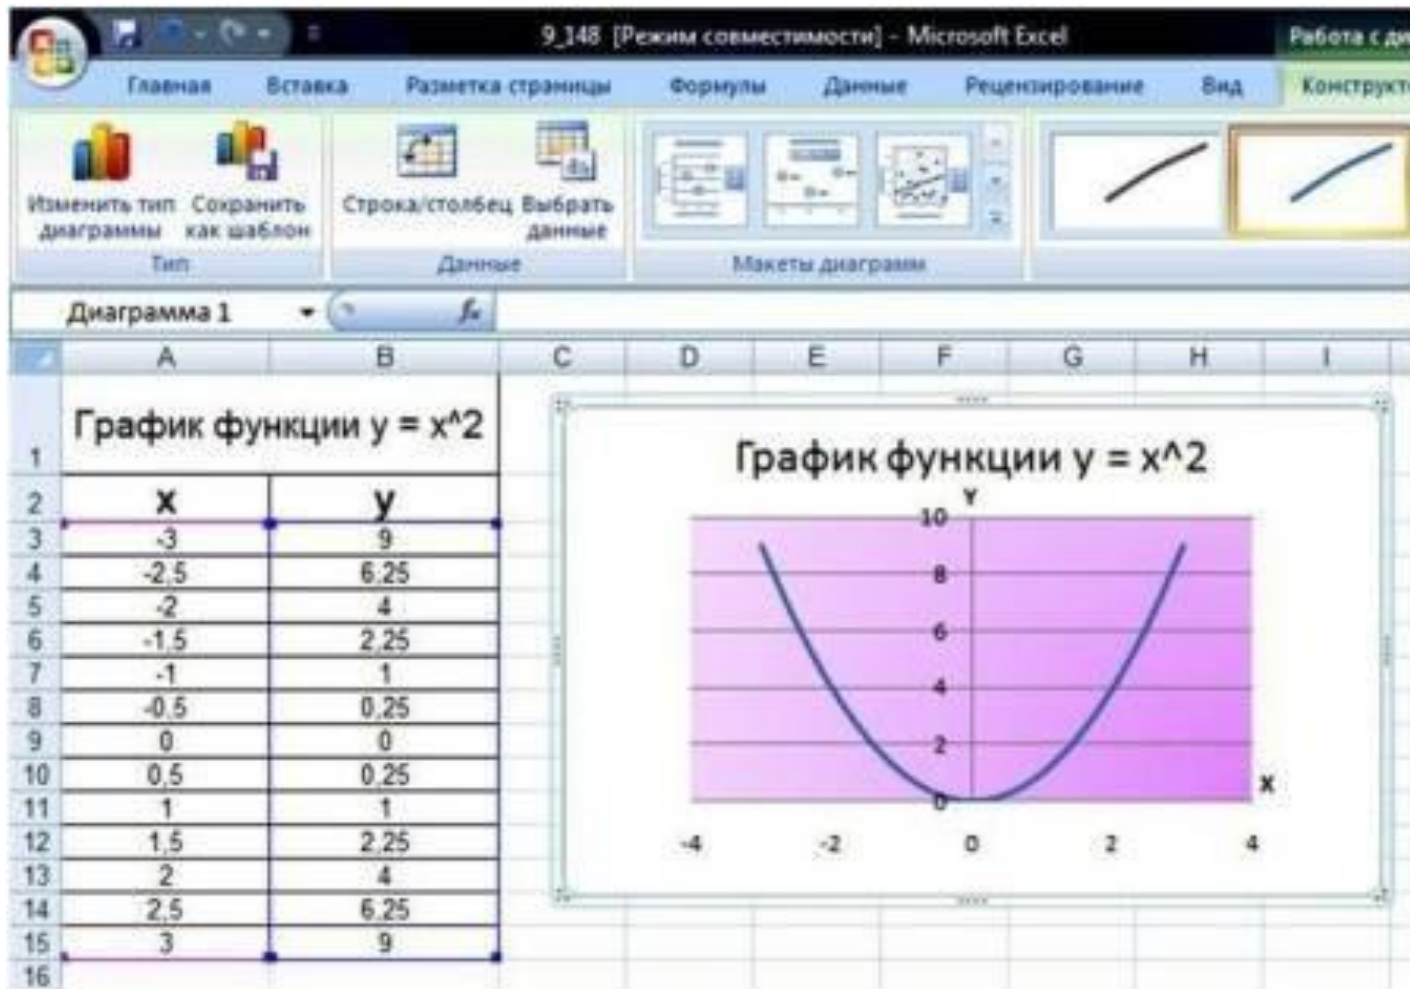 9_148 [Режим совместимости] - Microsoft Excel
Работа с ди
Главная Вставка Разметка страницы Формулы Данные Рецензирование Вид Конструкт
Изменить тип диаграммы
Сохранить как шаблон
Строка/столбец
Выбрать данные
Тип Данные Макеты диаграмм
Диаграмма 1 fx
A B C D E F G H I
1 График функции y = x^2
2 x y
3 -3 9
4 -2,5 6,25
5 -2 4
6 -1,5 2,25
7 -1 1
8 -0,5 0,25
9 0 0
10 0,5 0,25
11 1 1
12 1,5 2,25
13 2 4
14 2,5 6,25
15 3 9
16
График функции y = x^2
Y
10
8
6
4
2
0
X
-4 -2 0 2 4